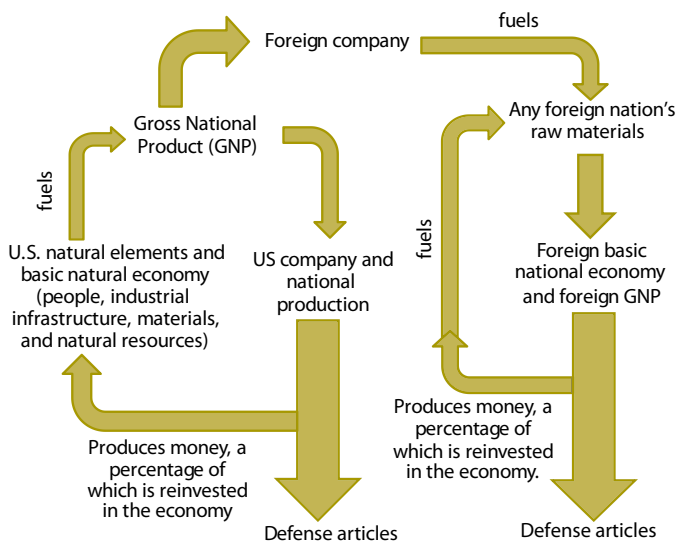 fuels
Foreign company
Gross National
Product (GNP)
Any foreign nation's
raw materials
fuels
fuels
U.S. natural elements and
basic natural economy
(people, industrial
infrastructure, materials,
and natural resources)
US company and
national
production
Foreign basic
national economy
and foreign GNP
Produces money, a
percentage of
which is reinvested
in the economy
Produces money, a
percentage of
which is reinvested
in the economy.
Defense articles
Defense articles